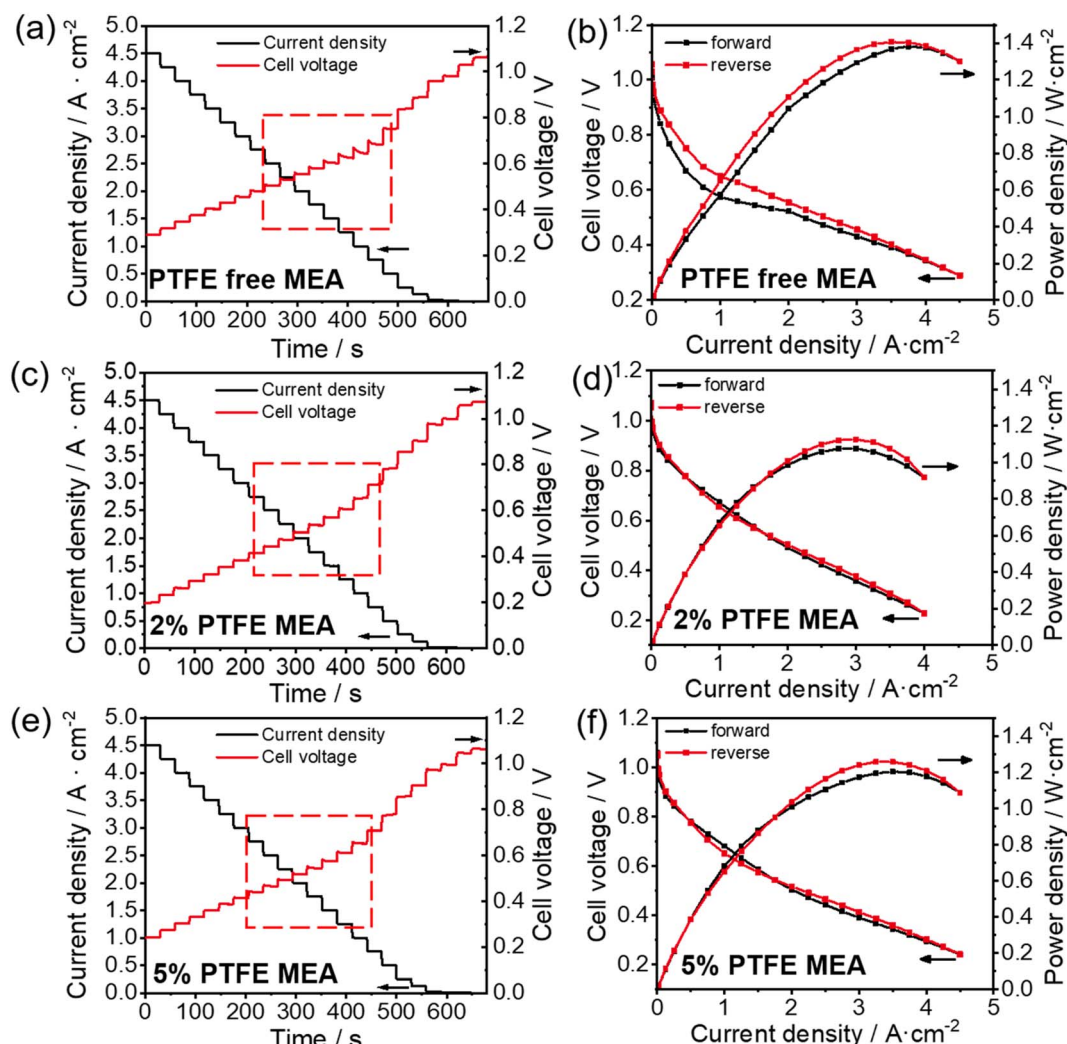 (a)
5.0
4.5
4.0
3.5
3.0
2.5
2.0
1.5
1.0
0.5
0.0
Current density / A · cm⁻²
Current density
Cell voltage
1.2
1.0
0.8
0.6
0.4
0.2
0.0
Cell voltage / V
PTFE free MEA
0 100 200 300 400 500 600
Time / s
(b)
1.2
1.0
0.8
0.6
0.4
0.2
Cell voltage / V
forward
reverse
1.4
1.2
1.0
0.8
0.6
0.4
0.2
0.0
Power density / W·cm⁻²
PTFE free MEA
0 1 2 3 4 5
Current density / A·cm⁻²
(c)
5.0
4.5
4.0
3.5
3.0
2.5
2.0
1.5
1.0
0.5
0.0
Current density / A · cm⁻²
Current density
Cell voltage
1.2
1.0
0.8
0.6
0.4
0.2
0.0
Cell voltage / V
2% PTFE MEA
0 100 200 300 400 500 600
Time / s
(d)
1.2
1.0
0.8
0.6
0.4
0.2
Cell voltage / V
forward
reverse
1.4
1.2
1.0
0.8
0.6
0.4
0.2
0.0
Power density / W·cm⁻²
2% PTFE MEA
0 1 2 3 4 5
Current density / A·cm⁻²
(e)
5.0
4.5
4.0
3.5
3.0
2.5
2.0
1.5
1.0
0.5
0.0
Current density / A · cm⁻²
Current density
Cell voltage
1.2
1.0
0.8
0.6
0.4
0.2
0.0
Cell voltage / V
5% PTFE MEA
0 100 200 300 400 500 600
Time / s
(f)
1.2
1.0
0.8
0.6
0.4
0.2
Cell voltage / V
forward
reverse
1.4
1.2
1.0
0.8
0.6
0.4
0.2
0.0
Power density / W·cm⁻²
5% PTFE MEA
0 1 2 3 4 5
Current density / A·cm⁻²